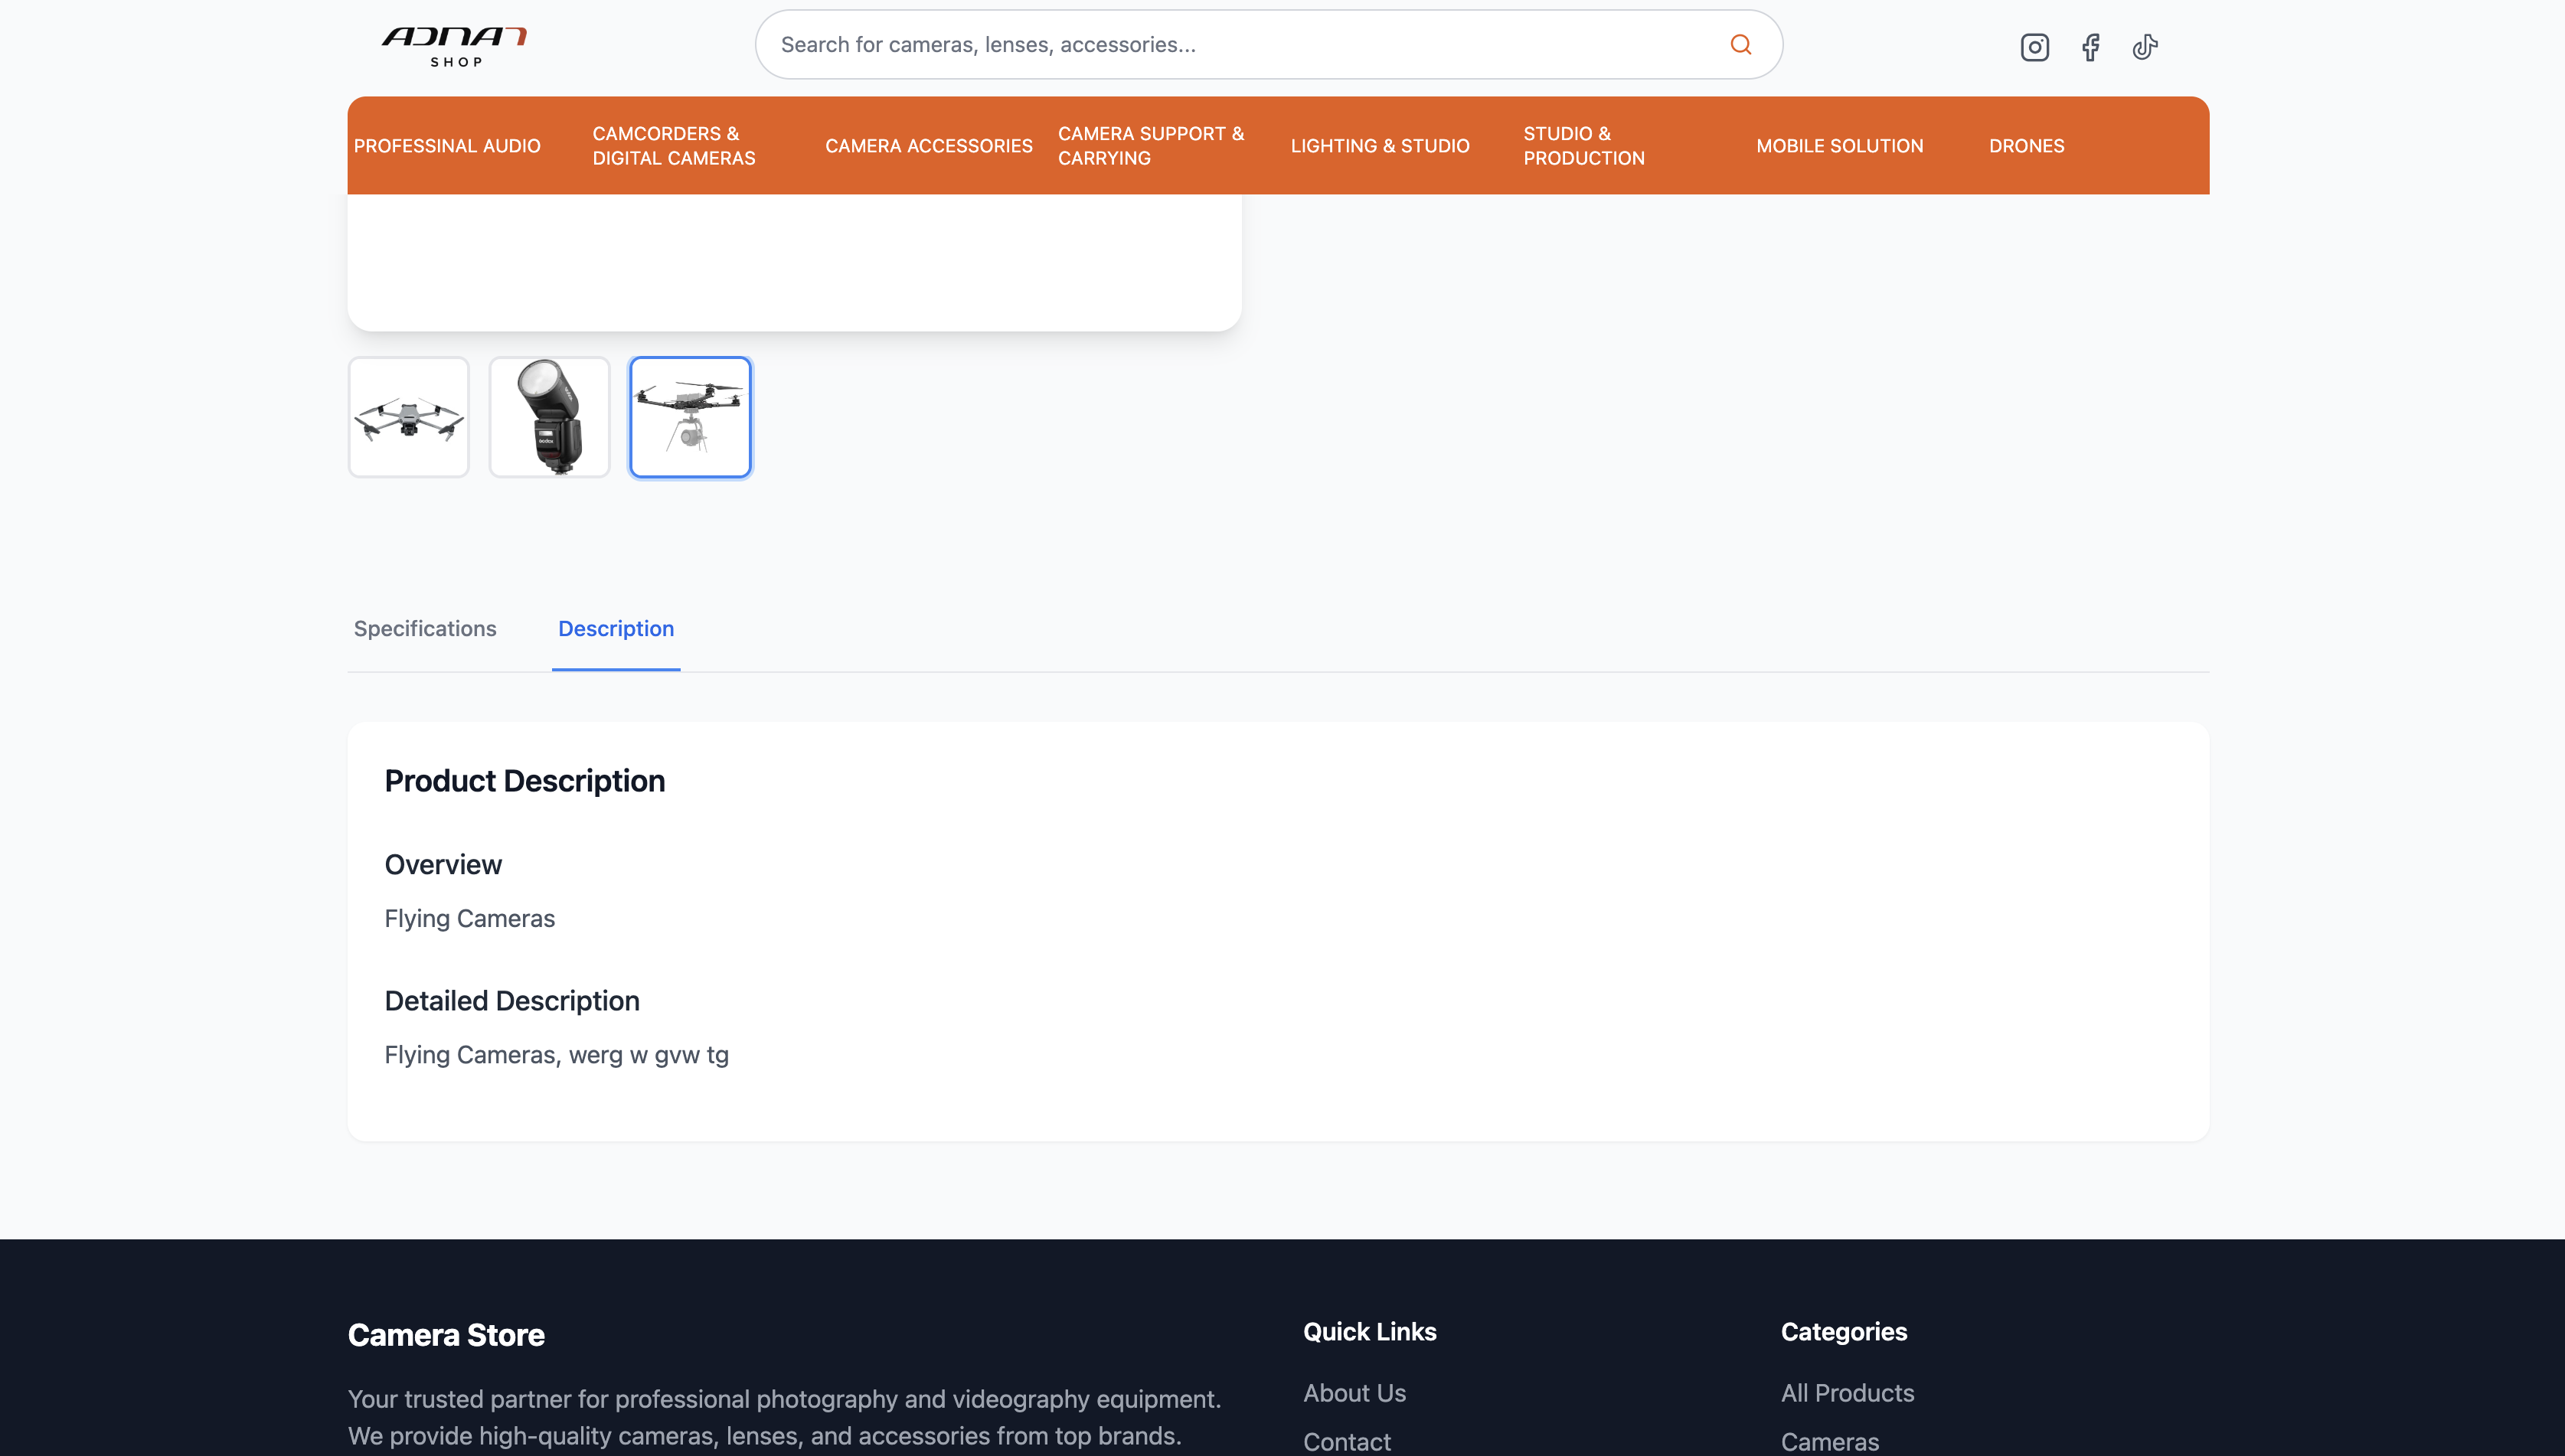 ADNAN
SHOP
Search for cameras, lenses, accessories...
PROFESSINAL AUDIO
CAMCORDERS &
DIGITAL CAMERAS
CAMERA ACCESSORIES
CAMERA SUPPORT &
CARRYING
LIGHTING & STUDIO
STUDIO &
PRODUCTION
MOBILE SOLUTION
DRONES
Specifications
Description
Product Description
Overview
Flying Cameras
Detailed Description
Flying Cameras, werg w gvw tg
Camera Store
Your trusted partner for professional photography and videography equipment.
We provide high-quality cameras, lenses, and accessories from top brands.
Quick Links
About Us
Contact
Categories
All Products
Cameras